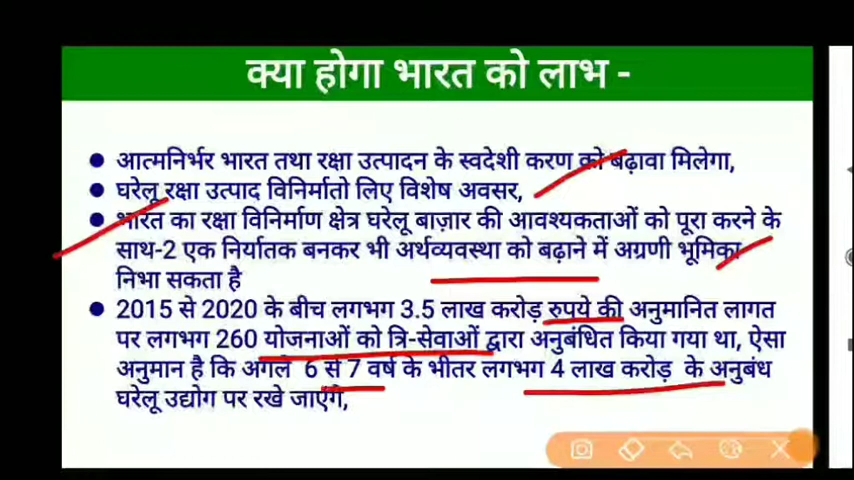 क्या होगा भारत को लाभ -
आत्मनिर्भर भारत तथा रक्षा उत्पादन के स्वदेशी करण को बढ़ावा मिलेगा,
घरेलू रक्षा उत्पाद विनिर्मातो लिए विशेष अवसर,
भारत का रक्षा विनिर्माण क्षेत्र घरेलू बाज़ार की आवश्यकताओं को पूरा करने के
साथ-2 एक निर्यातक बनकर भी अर्थव्यवस्था को बढ़ाने में अग्रणी भूमिका
निभा सकता है
2015 से 2020 के बीच लगभग 3.5 लाख करोड़ रुपये की अनुमानित लागत
पर लगभग 260 योजनाओं को त्रि-सेवाओं द्वारा अनुबंधित किया गया था, ऐसा
अनुमान है कि अगले 6 से 7 वर्ष के भीतर लगभग 4 लाख करोड़ के अनुबंध
घरेलू उद्योग पर रखे जाएंगे,